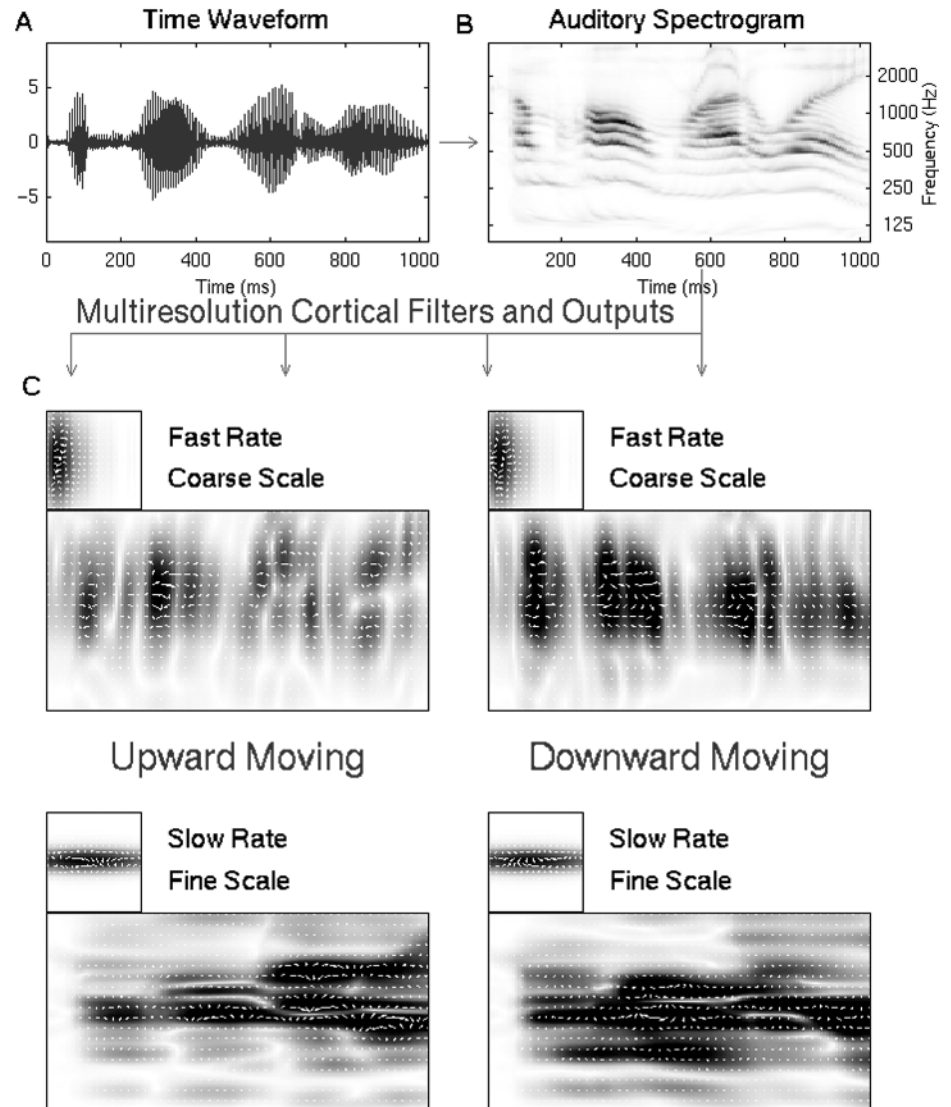 A Time Waveform
B Auditory Spectrogram
5
0
−5
0 200 400 600 800 1000
Time (ms)
2000
1000
500
250
125
Frequency (Hz)
0 200 400 600 800 1000
Time (ms)
Multiresolution Cortical Filters and Outputs
C
Fast Rate
Coarse Scale
Fast Rate
Coarse Scale
Upward Moving
Downward Moving
Slow Rate
Fine Scale
Slow Rate
Fine Scale